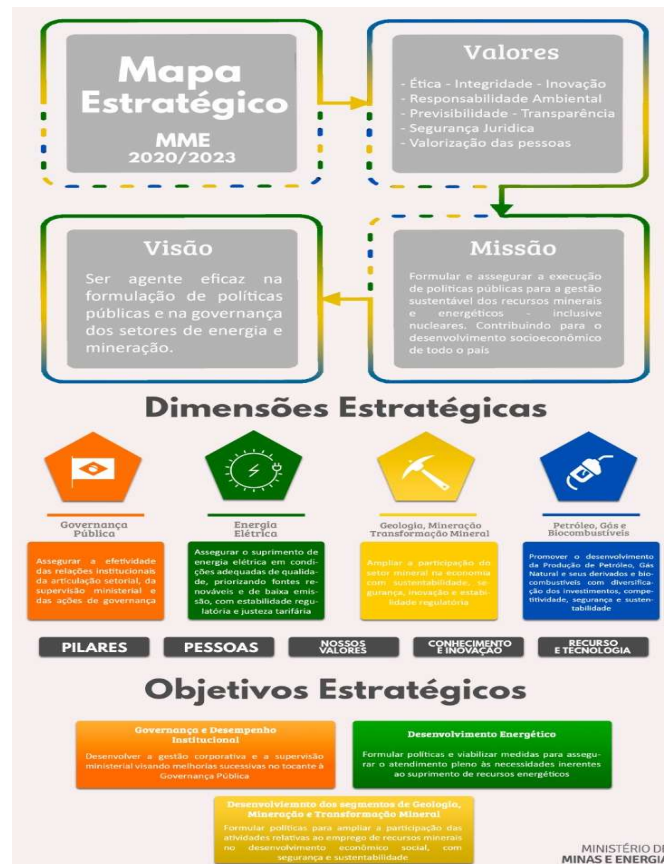 Mapa
Estratégico
MME
2020/2023
Valores
- Ética - Integridade - Inovação
- Responsabilidade Ambiental
- Previsibilidade - Transparência
- Segurança Jurídica
- Valorização das pessoas
Visão
Ser agente eficaz na
formulação de políticas
públicas e na governança
dos setores de energia e
mineração.
Missão
Formular e assegurar a execução
de políticas públicas para a gestão
sustentável dos recursos minerais
e energéticos - inclusive
nucleares. Contribuindo para o
desenvolvimento socioeconômico
de todo o país
Dimensões Estratégicas
Governança
Pública
Assegurar a efetividade
das relações institucionais
da articulação setorial, da
supervisão ministerial e
das ações de governança
Energia
Elétrica
Assegurar o suprimento de
energia elétrica em condi-
ções adequadas de qualida-
de, priorizando fontes re-
nováveis e de baixa emis-
são, com estabilidade regu-
latória e justeza tarifária
Geologia, Mineração
Transformação Mineral
Ampliar a participação do
setor mineral na economia
com sustentabilidade, se-
gurança, inovação e estabi-
lidade regulatória
Petróleo, Gás e
Biocombustíveis
Promover o desenvolvimento
da Produção de Petróleo, Gás
Natural e seus derivados e bio-
combustíveis com diversifica-
ção dos investimentos, compe-
titividade, segurança e susten-
tabilidade
PILARES
PESSOAS
NOSSOS
VALORES
CONHECIMENTO
E INOVAÇÃO
RECURSO
E TECNOLOGIA
Objetivos Estratégicos
Governança e Desempenho
Institucional
Desenvolver a gestão corporativa e a supervisão
ministerial visando melhorias sucessivas no tocante à
Governança Pública
Desenvolvimento Energético
Formular políticas e viabilizar medidas para assegu-
rar o atendimento pleno às necessidades inerentes
ao suprimento de recursos energéticos
Desenvolviemnto dos segmentos de Geologia,
Mineração e Transformação Mineral
Formular políticas para ampliar a participação das
atividades relativas ao emprego de recursos minerais
no desenvolvimento econômico social, com
segurança e sustentabilidade
MINISTÉRIO DE
MINAS E ENERGIA